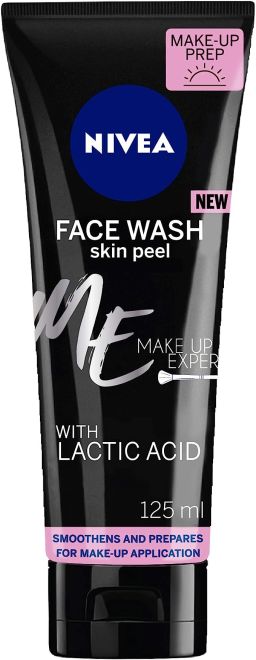 MAKE-UP
PREP
NIVEA
NEW
FACE WASH
skin peel
ME
MAKE UP
EXPER
WITH
LACTIC ACID
125 ml
SMOOTHENS AND PREPARES
FOR MAKE-UP APPLICATION